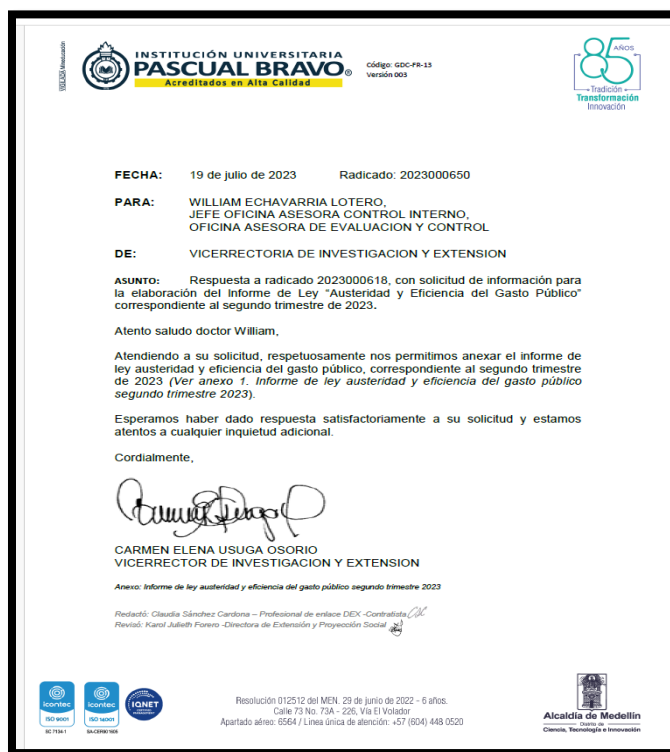 VIGILADA Mineducación
INSTITUCIÓN UNIVERSITARIA
PASCUAL BRAVO®
Acreditados en Alta Calidad
Código: GDC-FR-13
Versión 003
85 AÑOS
Tradición
Transformación
Innovación
FECHA: 19 de julio de 2023 Radicado: 2023000650
PARA: WILLIAM ECHAVARRIA LOTERO,
JEFE OFICINA ASESORA CONTROL INTERNO,
OFICINA ASESORA DE EVALUACION Y CONTROL
DE: VICERRECTORIA DE INVESTIGACION Y EXTENSION
ASUNTO: Respuesta a radicado 2023000618, con solicitud de información para
la elaboración del Informe de Ley “Austeridad y Eficiencia del Gasto Público”
correspondiente al segundo trimestre de 2023.
Atento saludo doctor William,
Atendiendo a su solicitud, respetuosamente nos permitimos anexar el informe de
ley austeridad y eficiencia del gasto público, correspondiente al segundo trimestre
de 2023 (Ver anexo 1. Informe de ley austeridad y eficiencia del gasto público
segundo trimestre 2023).
Esperamos haber dado respuesta satisfactoriamente a su solicitud y estamos
atentos a cualquier inquietud adicional.
Cordialmente,
CARMEN ELENA USUGA OSORIO
VICERRECTOR DE INVESTIGACION Y EXTENSION
Anexo: Informe de ley austeridad y eficiencia del gasto público segundo trimestre 2023
Redactó: Claudia Sánchez Cardona – Profesional de enlace DEX -Contratista
Revisó: Karol Julieth Forero -Directora de Extensión y Proyección Social
icontec
ISO 9001
SC 7134-1
icontec
ISO 14001
SA-CER901605
IQNET
Resolución 012512 del MEN. 29 de junio de 2022 - 6 años.
Calle 73 No. 73A - 226, Vía El Volador
Apartado aéreo: 6564 / Línea única de atención: +57 (604) 448 0520
Alcaldía de Medellín
Distrito de
Ciencia, Tecnología e Innovación